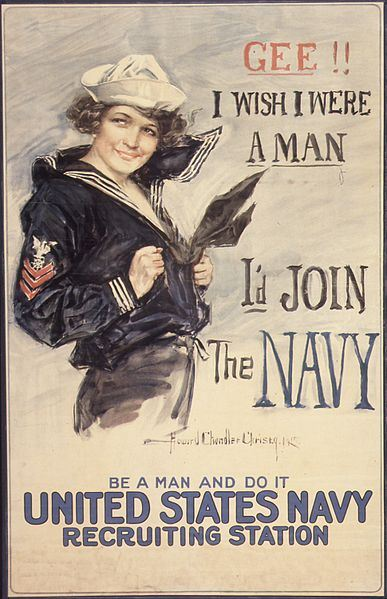 GEE !!
I WISH I WERE
A MAN
I'd JOIN
The NAVY
Howard Chandler Christy
BE A MAN AND DO IT
UNITED STATES NAVY
RECRUITING STATION